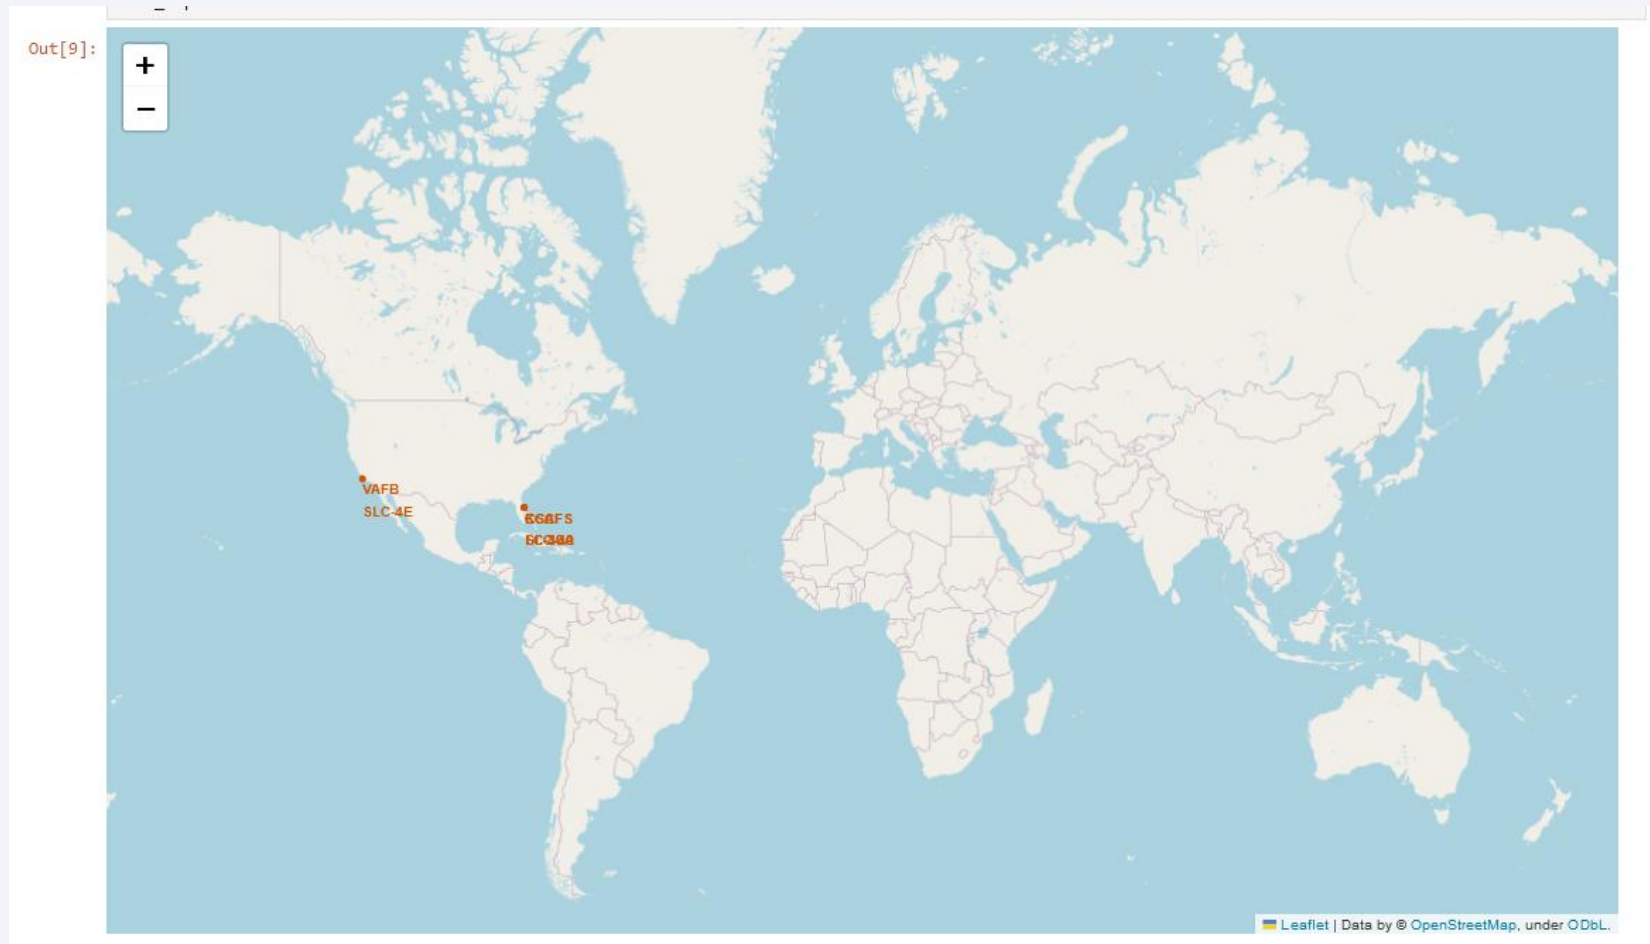 Out[9]:
+
−
VAFB
SLC-4E
Leaflet | Data by © OpenStreetMap, under ODbL.